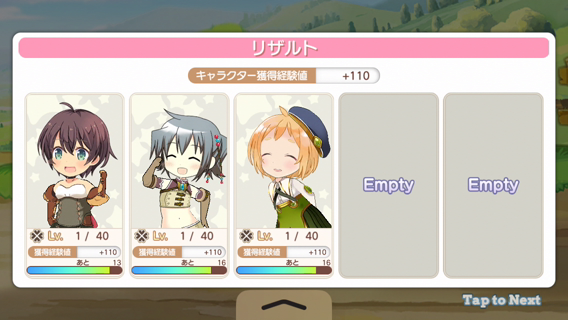 リザルト
キャラクター獲得経験値 +110
Empty
Empty
Lv. 1 / 40
獲得経験値 +110
あと 13
Lv. 1 / 40
獲得経験値 +110
あと 16
Lv. 1 / 40
獲得経験値 +110
あと 16
Tap to Next